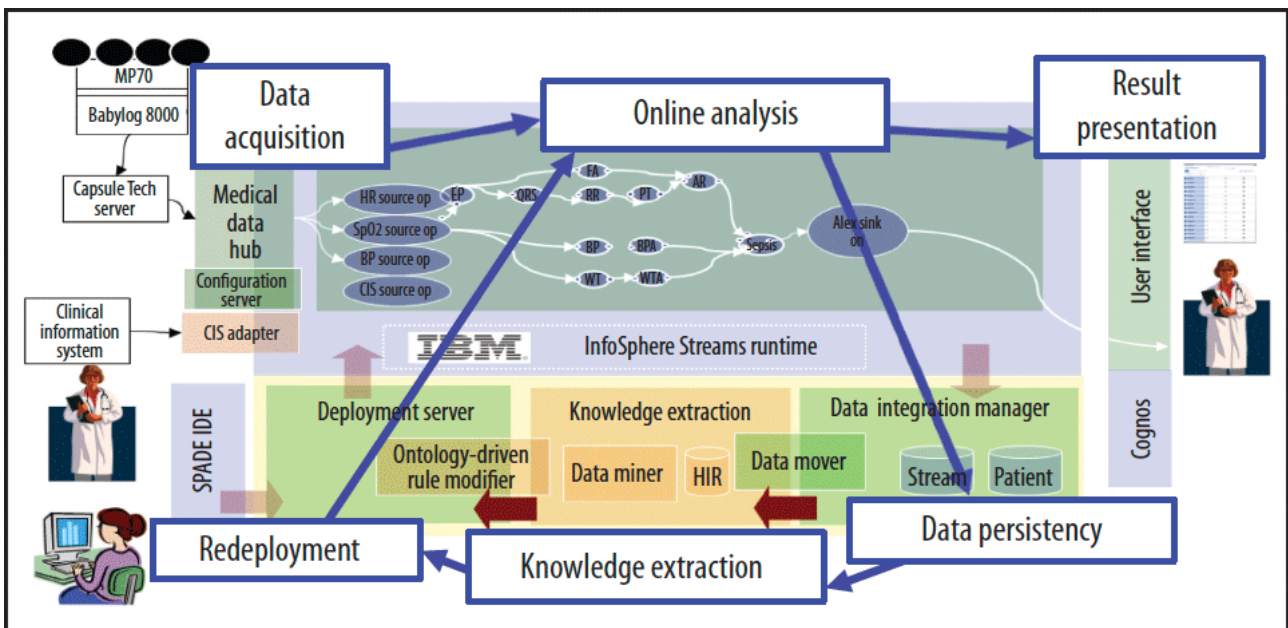 MP70
Babylog 8000
Capsule Tech
server
Clinical
information
system
Data
acquisition
Medical
data
hub
Configuration
server
CIS adapter
Online analysis
HR source op
SpO2 source op
BP source op
CIS source op
EP
QRS
FA
RR
PT
AR
BP
BPA
WT
WTA
Sepsis
Alex sink
on
IBM
InfoSphere Streams runtime
Result
presentation
User interface
Cognos
SPADE IDE
Deployment server
Ontology-driven
rule modifier
Knowledge extraction
Data miner
HIR
Data mover
Data integration manager
Stream
Patient
Redeployment
Knowledge extraction
Data persistency